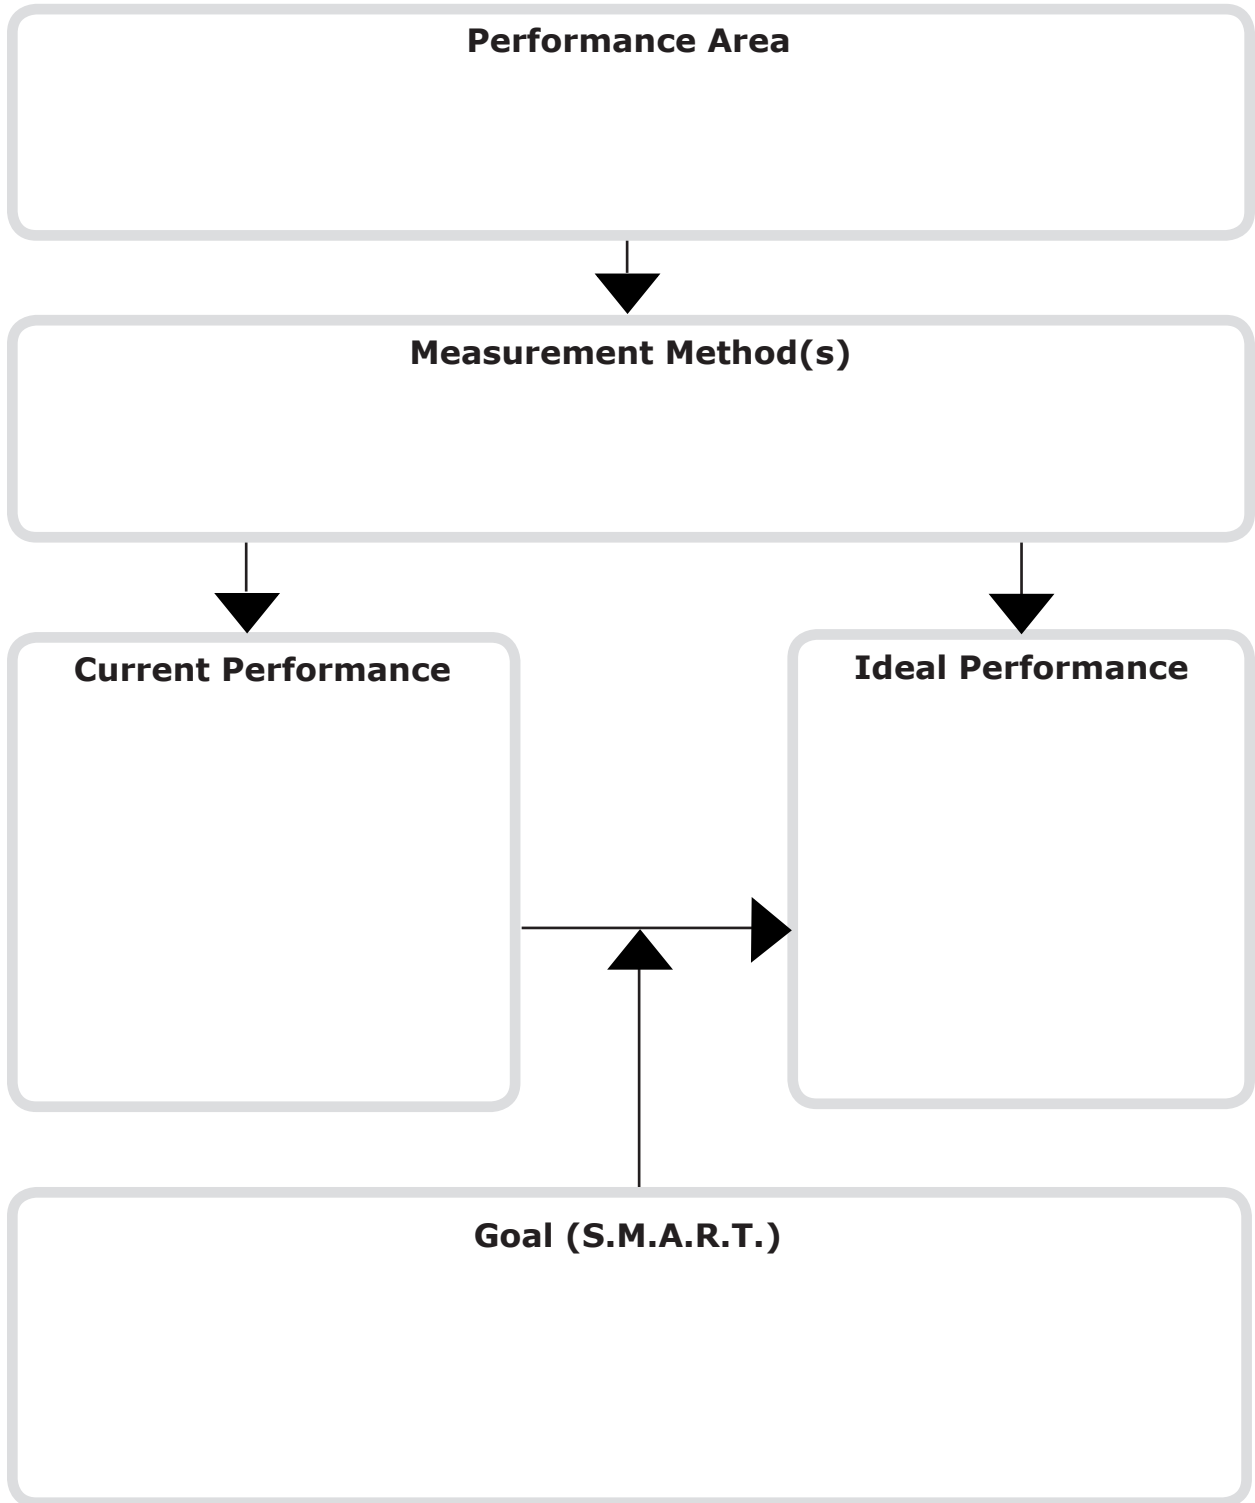 Performance Area
Measurement Method(s)
Current Performance
Ideal Performance
Goal (S.M.A.R.T.)